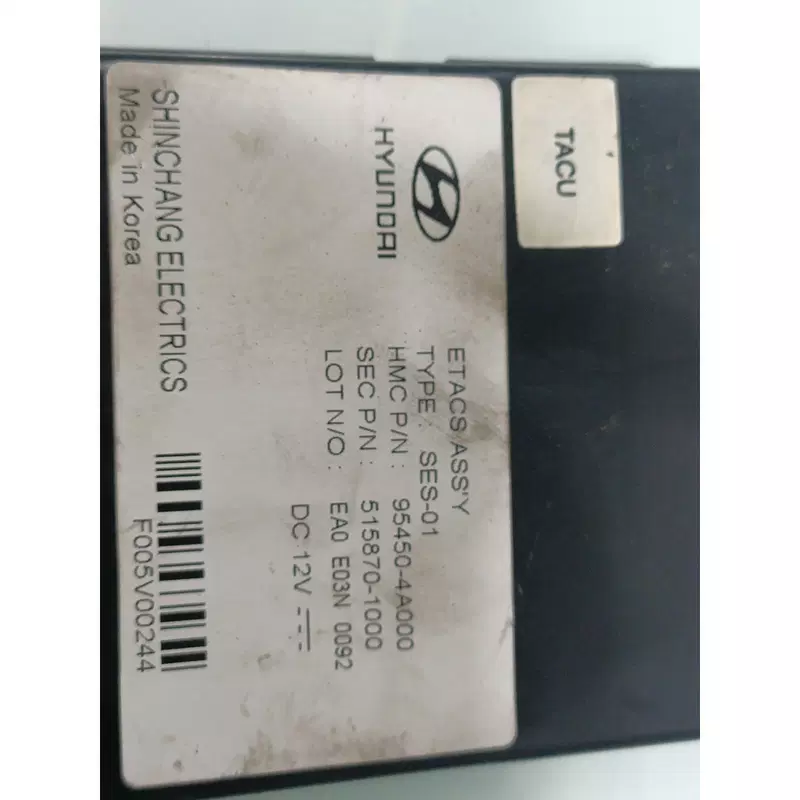 TACU
HYUNDAI
ETACS ASS'Y
TYPE : SES-01
HMC P/N : 95450-4A000
SEC P/N : 515870-1000
LOT N/O : EA0 E03N 0092
DC 12V
SHINCHANG ELECTRICS
Made in Korea
F005V00244